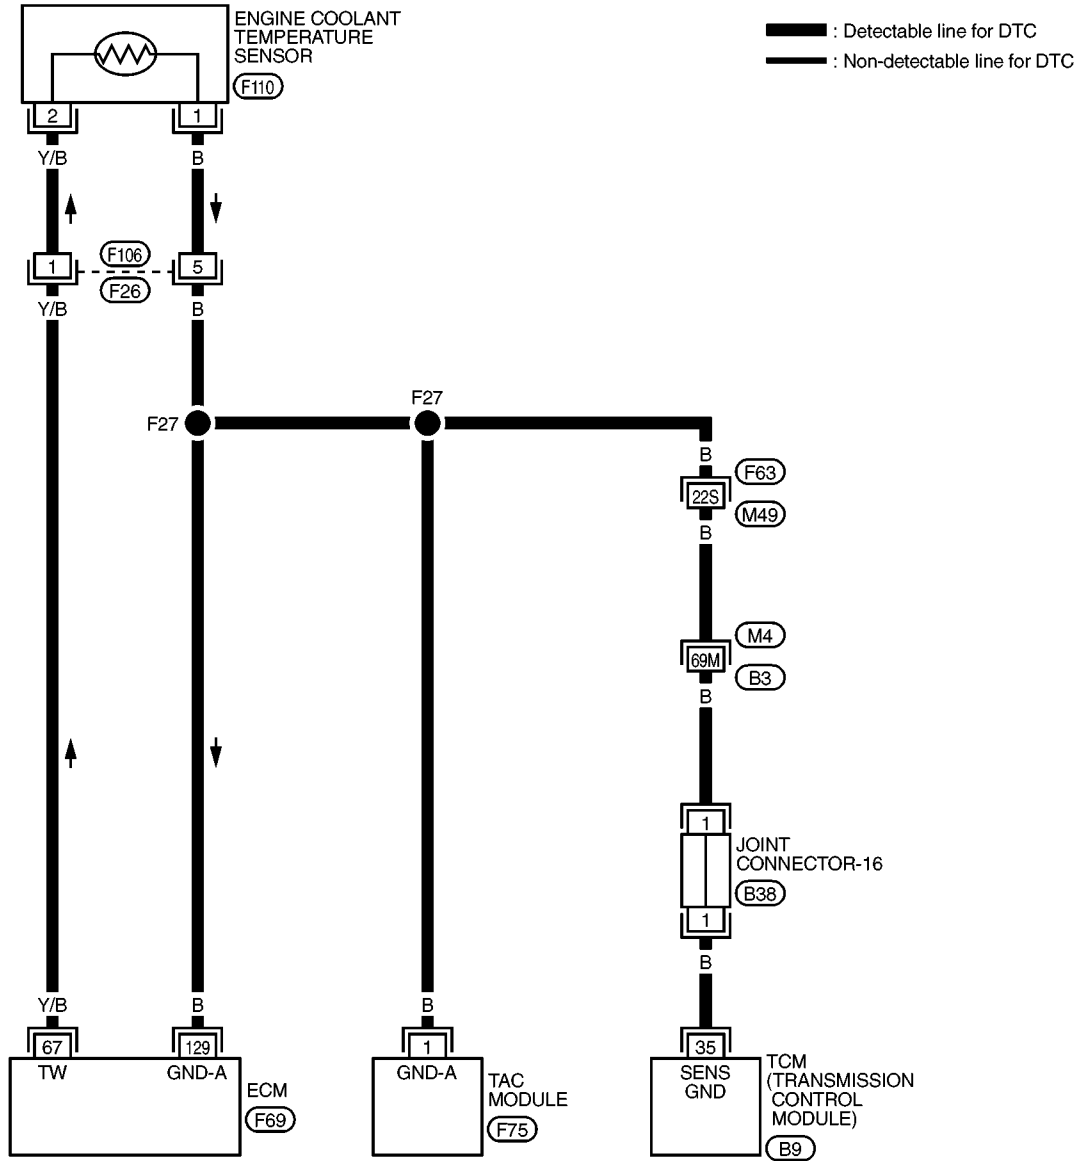 ENGINE COOLANT
TEMPERATURE
SENSOR
F110
: Detectable line for DTC
: Non-detectable line for DTC
2
1
Y/B
B
1
F106
5
F26
Y/B
B
F27
F27
B
F63
22S
M49
B
M4
69M
B3
B
1
JOINT
CONNECTOR-16
B38
1
B
Y/B
B
B
67
129
1
35
TW
GND-A
ECM
F69
GND-A
TAC
MODULE
F75
SENS
GND
TCM
(TRANSMISSION
CONTROL
MODULE)
B9